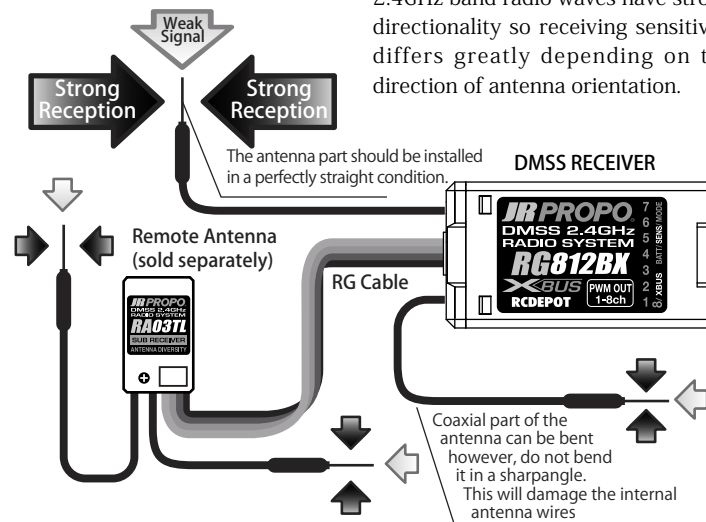 2.4GHz band radio waves have
directionality so receiving
differs greatly depending on
direction of antenna orientation.
Weak
Signal
Strong
Reception
Strong
Reception
The antenna part should be installed
in a perfectly straight condition.
DMSS RECEIVER
JR PROPO
DMSS 2.4GHz
RADIO SYSTEM
RG812BX
XBUS
RCDEPOT
PWM OUT
1-8ch
7
6
5
4
3
2
1
BATT/SENS/MODE
8/XBUS
Remote Antenna
(sold separately)
RG Cable
JR PROPO
DMSS 2.4GHz
RADIO SYSTEM
RA03TL
SUB RECEIVER
ANTENNA DIVERSITY
Coaxial part of the
antenna can be bent
however, do not bend
it in a sharpangle.
This will damage the internal
antenna wires